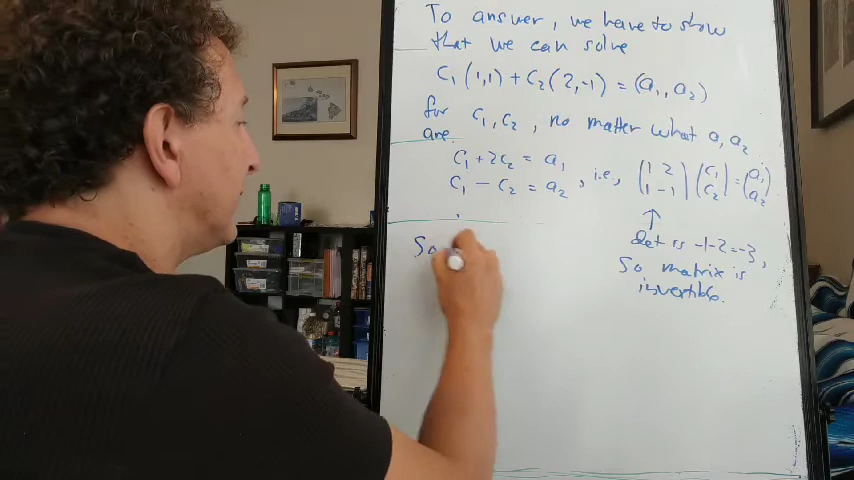 To answer, we have to show
that we can solve
C₁(1,1) + C₂(2,-1) = (a₁, a₂)
for C₁, C₂, no matter what a₁ a₂
are.
C₁ + 2C₂ = a₁
C₁ - C₂ = a₂, i.e., (1 2 / 1 -1)(C₁ / C₂) = (a₁ / a₂)
↑
det is -1-2=-3,
So matrix is
invertible.
So